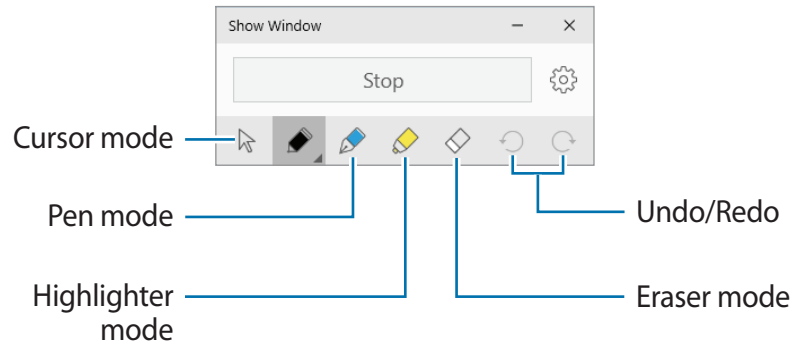 Show Window
Stop
Cursor mode
Pen mode
Undo/Redo
Highlighter
mode
Eraser mode